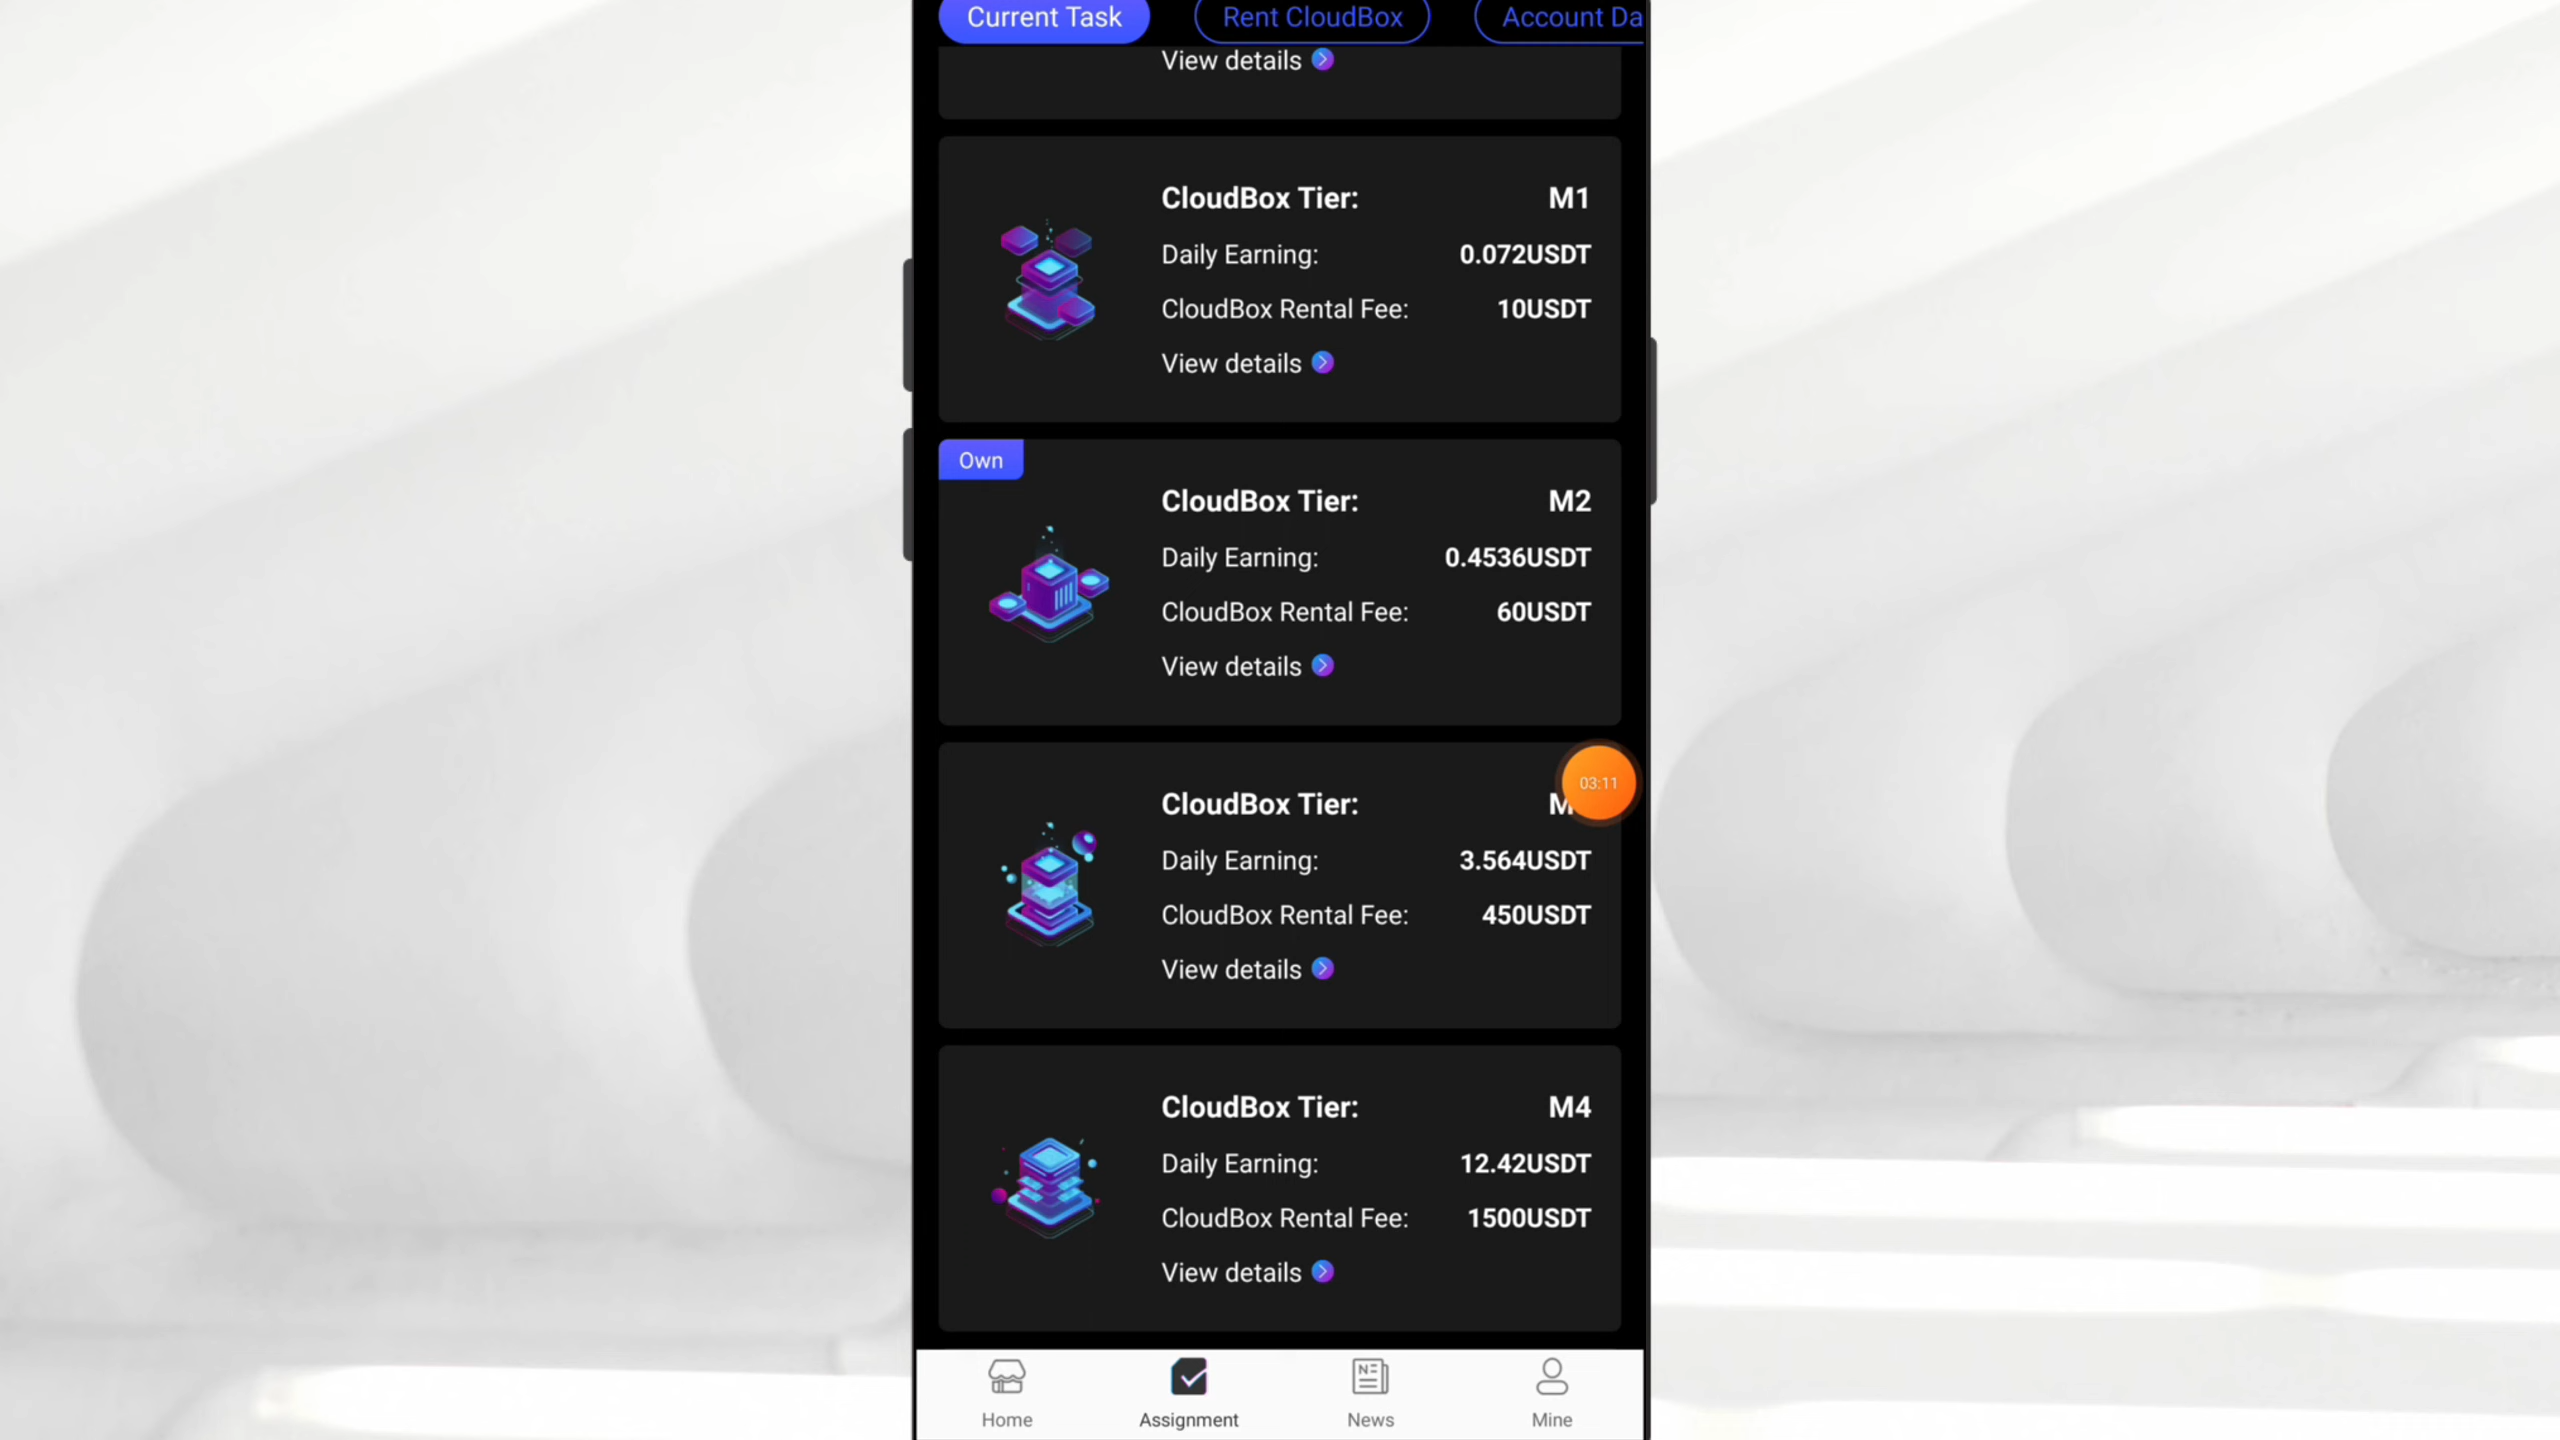 Current Task
Rent CloudBox
Account Da
View details
CloudBox Tier: M1
Daily Earning: 0.072USDT
CloudBox Rental Fee: 10USDT
View details
Own
CloudBox Tier: M2
Daily Earning: 0.4536USDT
CloudBox Rental Fee: 60USDT
View details
03:11
CloudBox Tier: M
Daily Earning: 3.564USDT
CloudBox Rental Fee: 450USDT
View details
CloudBox Tier: M4
Daily Earning: 12.42USDT
CloudBox Rental Fee: 1500USDT
View details
Home
Assignment
News
Mine